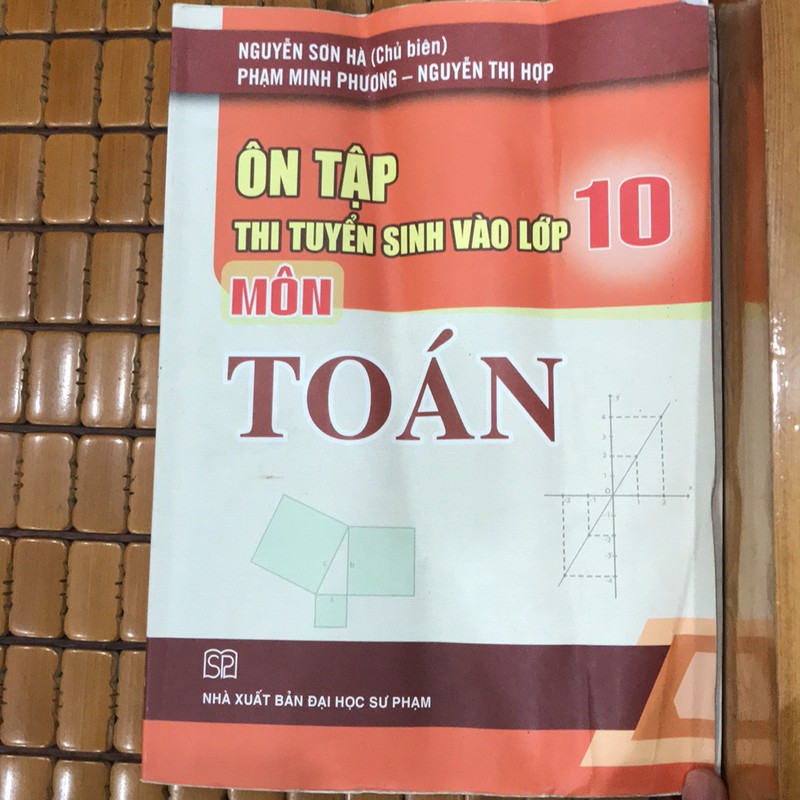 NGUYỄN SƠN HÀ (Chủ biên)
PHẠM MINH PHƯƠNG – NGUYỄN THỊ HỢP
ÔN TẬP
THI TUYỂN SINH VÀO LỚP 10
MÔN
TOÁN
y
x
O
c
b
a
SP
NHÀ XUẤT BẢN ĐẠI HỌC SƯ PHẠM